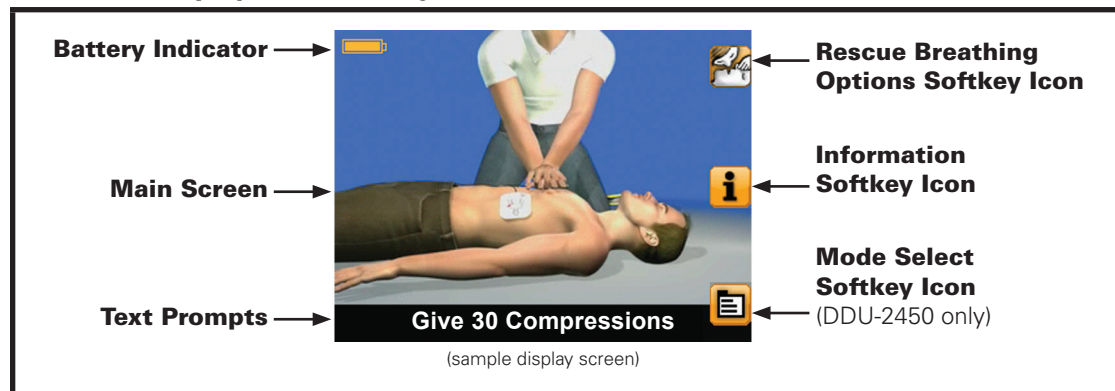 Battery Indicator
Rescue Breathing
Options Softkey Icon
Main Screen
Information
Softkey Icon
Text Prompts
Mode Select
Softkey Icon
(DDU-2450 only)
Give 30 Compressions
(sample display screen)